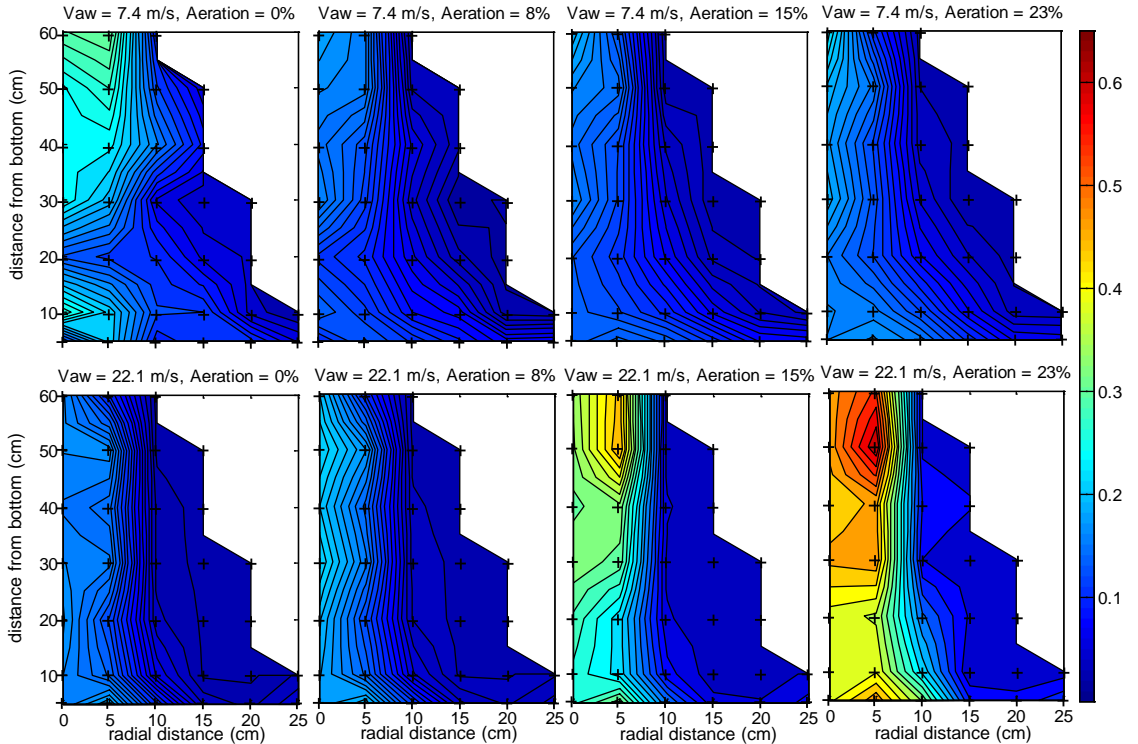 Vaw = 7.4 m/s, Aeration = 0%
Vaw = 7.4 m/s, Aeration = 8%
Vaw = 7.4 m/s, Aeration = 15%
Vaw = 7.4 m/s, Aeration = 23%
distance from bottom (cm)
60
50
40
30
20
10
Vaw = 22.1 m/s, Aeration = 0%
Vaw = 22.1 m/s, Aeration = 8%
Vaw = 22.1 m/s, Aeration = 15%
Vaw = 22.1 m/s, Aeration = 23%
distance from bottom (cm)
60
50
40
30
20
10
0 5 10 15 20 25
0 5 10 15 20 25
0 5 10 15 20 25
0 5 10 15 20 25
radial distance (cm)
radial distance (cm)
radial distance (cm)
radial distance (cm)
0.6
0.5
0.4
0.3
0.2
0.1